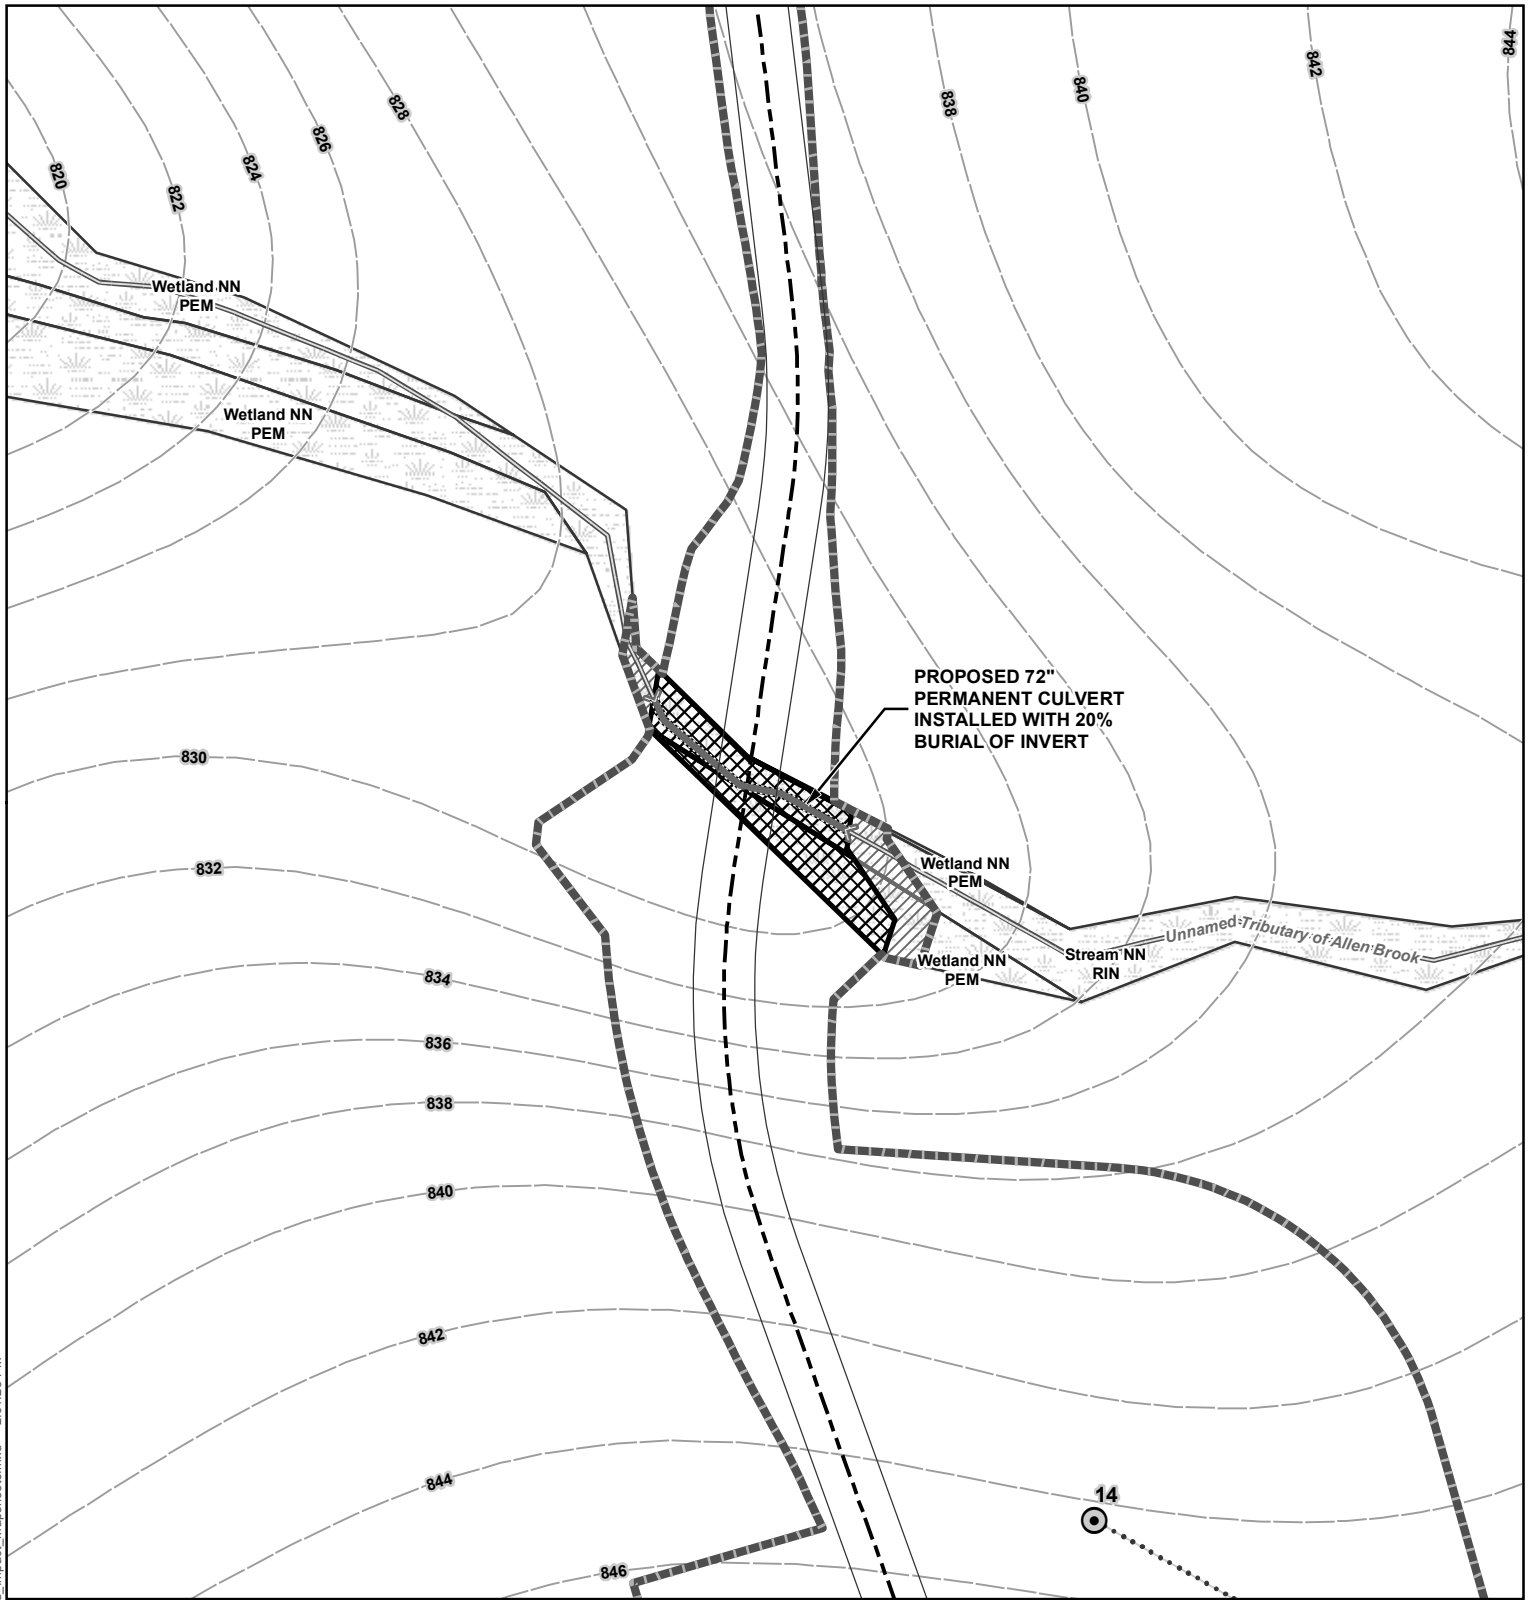 844
842
840
838
828
826
824
822
820
Wetland NN
PEM
Wetland NN
PEM
PROPOSED 72"
PERMANENT CULVERT
INSTALLED WITH 20%
BURIAL OF INVERT
830
832
Wetland NN
PEM
Unnamed Tributary of Allen Brook
Stream NN
RIN
Wetland NN
PEM
834
836
838
840
842
844
14
846